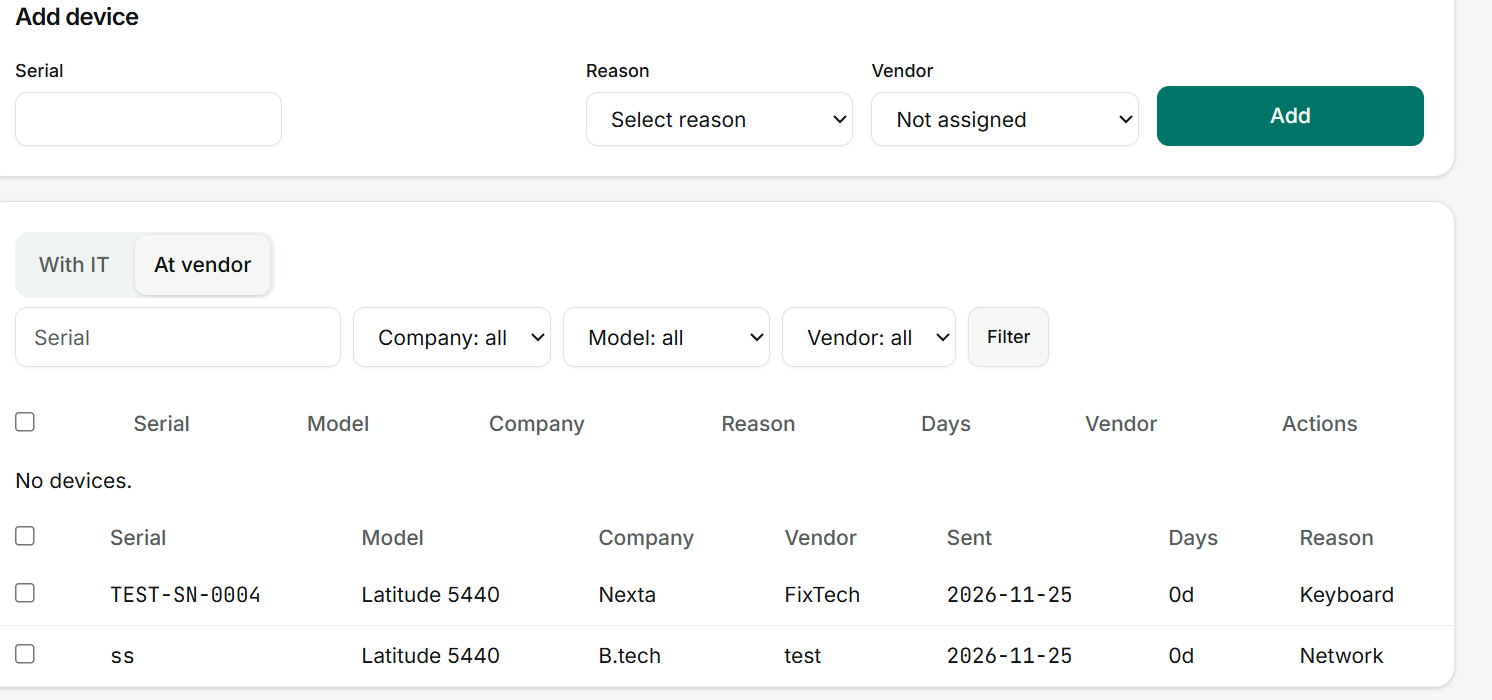 Add device
Serial Reason Vendor
Select reason Not assigned Add
With IT At vendor
Serial Company: all Model: all Vendor: all Filter
Serial Model Company Reason Days Vendor Actions
No devices.
Serial Model Company Vendor Sent Days Reason
TEST-SN-0004 Latitude 5440 Nexta FixTech 2026-11-25 0d Keyboard
ss Latitude 5440 B.tech test 2026-11-25 0d Network